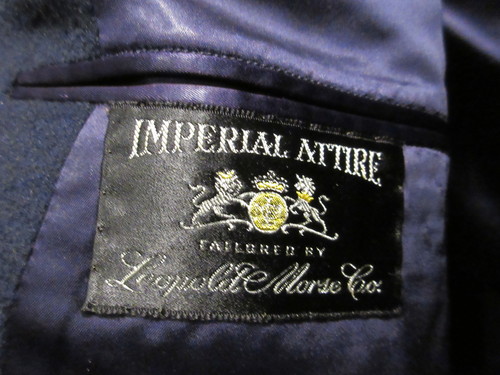 IMPERIAL ATTIRE
TAILORED BY
Leopold Morse Co.